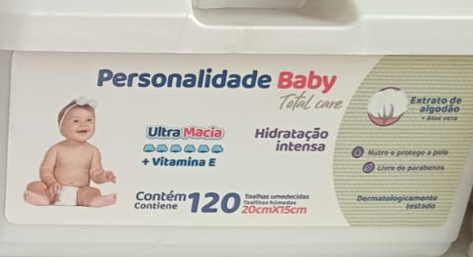 Personalidade Baby
Total care
Ultra Macia
+ Vitamina E
Hidratação
intensa
Contém
Contiene
120
Toalhas umedecidas
Toallitas húmedas
20cmX15cm
Extrato de
algodão
+ Aloe vera
Nutre e protege a pele
Livre de parabenos
Dermatologicamente
testado